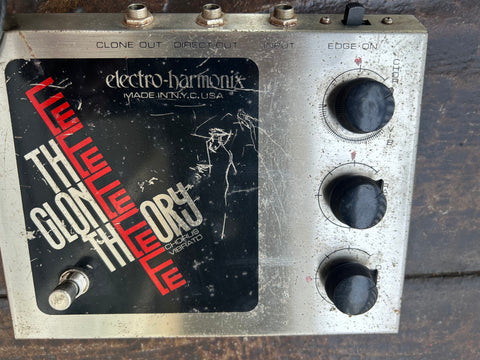 CLONE OUT DIRECT OUT INPUT EDGE-ON
electro-harmonix
MADE IN N.Y.C. USA
THE
CLONE
THEORY
CHORUS
VIBRATO
B